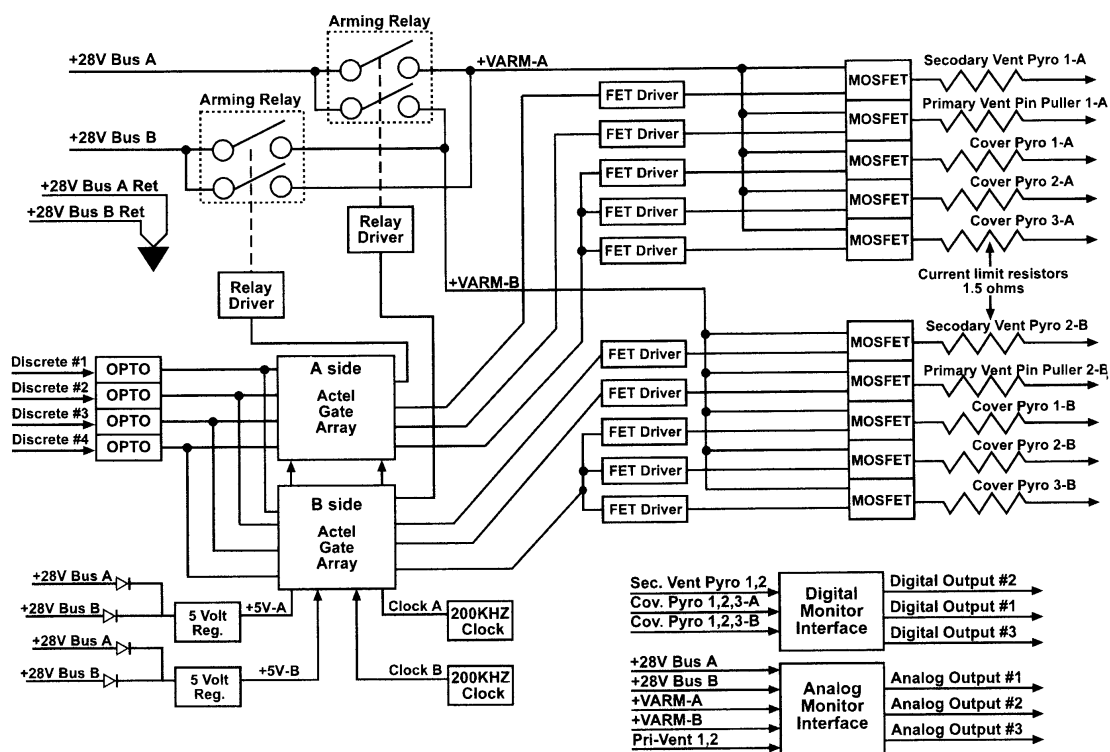 Arming Relay
+28V Bus A
+VARM-A
Arming Relay
+28V Bus B
+28V Bus A Ret
+28V Bus B Ret
Relay
Driver
Relay
Driver
+VARM-B
FET Driver
FET Driver
FET Driver
FET Driver
FET Driver
MOSFET
MOSFET
MOSFET
MOSFET
MOSFET
Secodary Vent Pyro 1-A
Primary Vent Pin Puller 1-A
Cover Pyro 1-A
Cover Pyro 2-A
Cover Pyro 3-A
Current limit resistors
1.5 ohms
Discrete #1
Discrete #2
Discrete #3
Discrete #4
OPTO
OPTO
OPTO
OPTO
A side
Actel
Gate
Array
B side
Actel
Gate
Array
FET Driver
FET Driver
FET Driver
FET Driver
FET Driver
MOSFET
MOSFET
MOSFET
MOSFET
MOSFET
Secodary Vent Pyro 2-B
Primary Vent Pin Puller 2-B
Cover Pyro 1-B
Cover Pyro 2-B
Cover Pyro 3-B
+28V Bus A
+28V Bus B
5 Volt
Reg.
+5V-A
Clock A
200KHZ
Clock
+28V Bus A
+28V Bus B
5 Volt
Reg.
+5V-B
Clock B
200KHZ
Clock
Sec. Vent Pyro 1,2
Cov. Pyro 1,2,3-A
Cov. Pyro 1,2,3-B
Digital
Monitor
Interface
Digital Output #2
Digital Output #1
Digital Output #3
+28V Bus A
+28V Bus B
+VARM-A
+VARM-B
Pri-Vent 1,2
Analog
Monitor
Interface
Analog Output #1
Analog Output #2
Analog Output #3